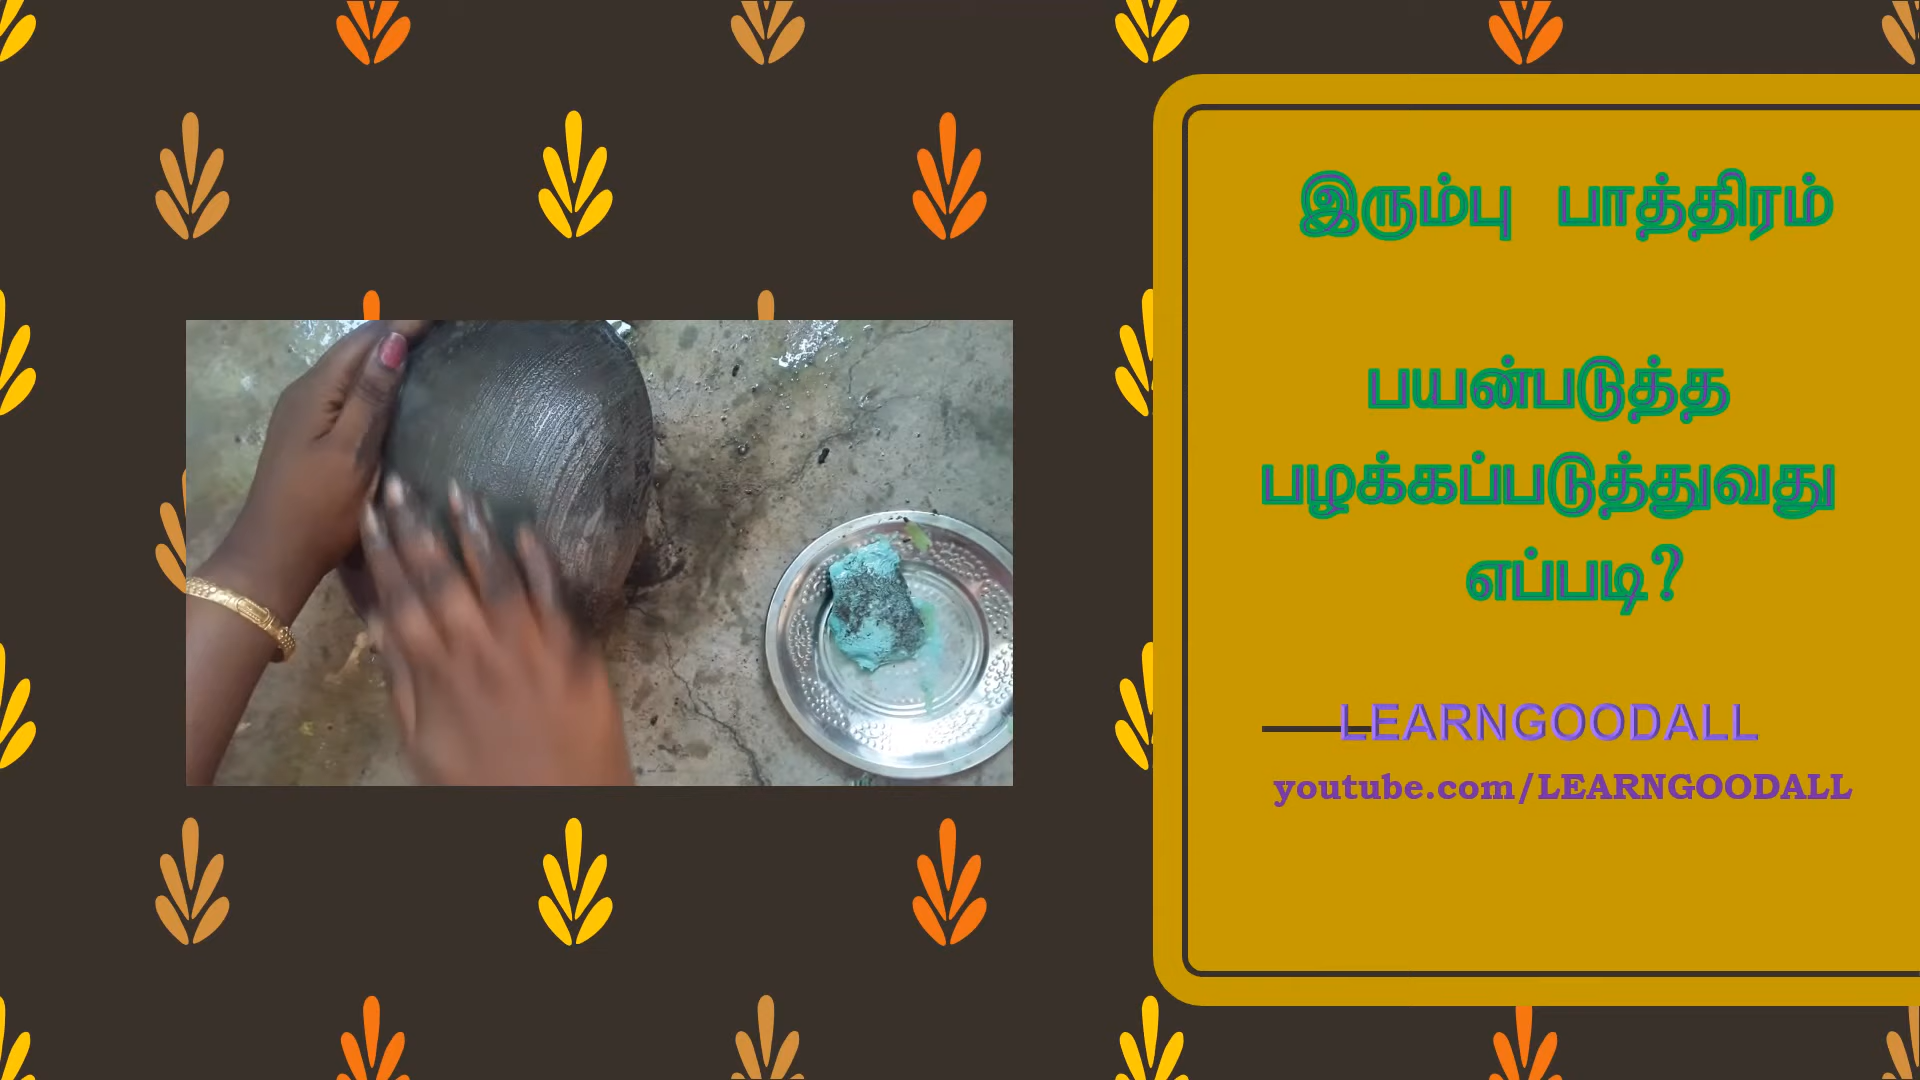 இரும்பு பாத்திரம்
பயன்படுத்த
பழக்கப்படுத்துவது
எப்படி?
LEARNGOODALL
youtube.com/LEARNGOODALL